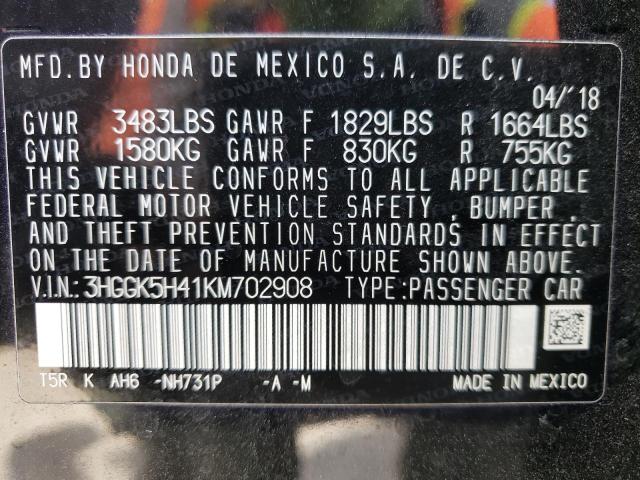 MFD.BY HONDA DE MEXICO S.A. DE C.V.
04/'18
GVWR 3483LBS GAWR F 1829LBS R 1664LBS
GVWR 1580KG GAWR F 830KG R 755KG
THIS VEHICLE CONFORMS TO ALL APPLICABLE
FEDERAL MOTOR VEHICLE SAFETY , BUMPER ,
AND THEFT PREVENTION STANDARDS IN EFFECT
ON THE DATE OF MANUFACTURE SHOWN ABOVE.
V.I.N.:3HGGK5H41KM702908 TYPE:PASSENGER CAR
T5R K AH6 -NH731P -A -M MADE IN MEXICO